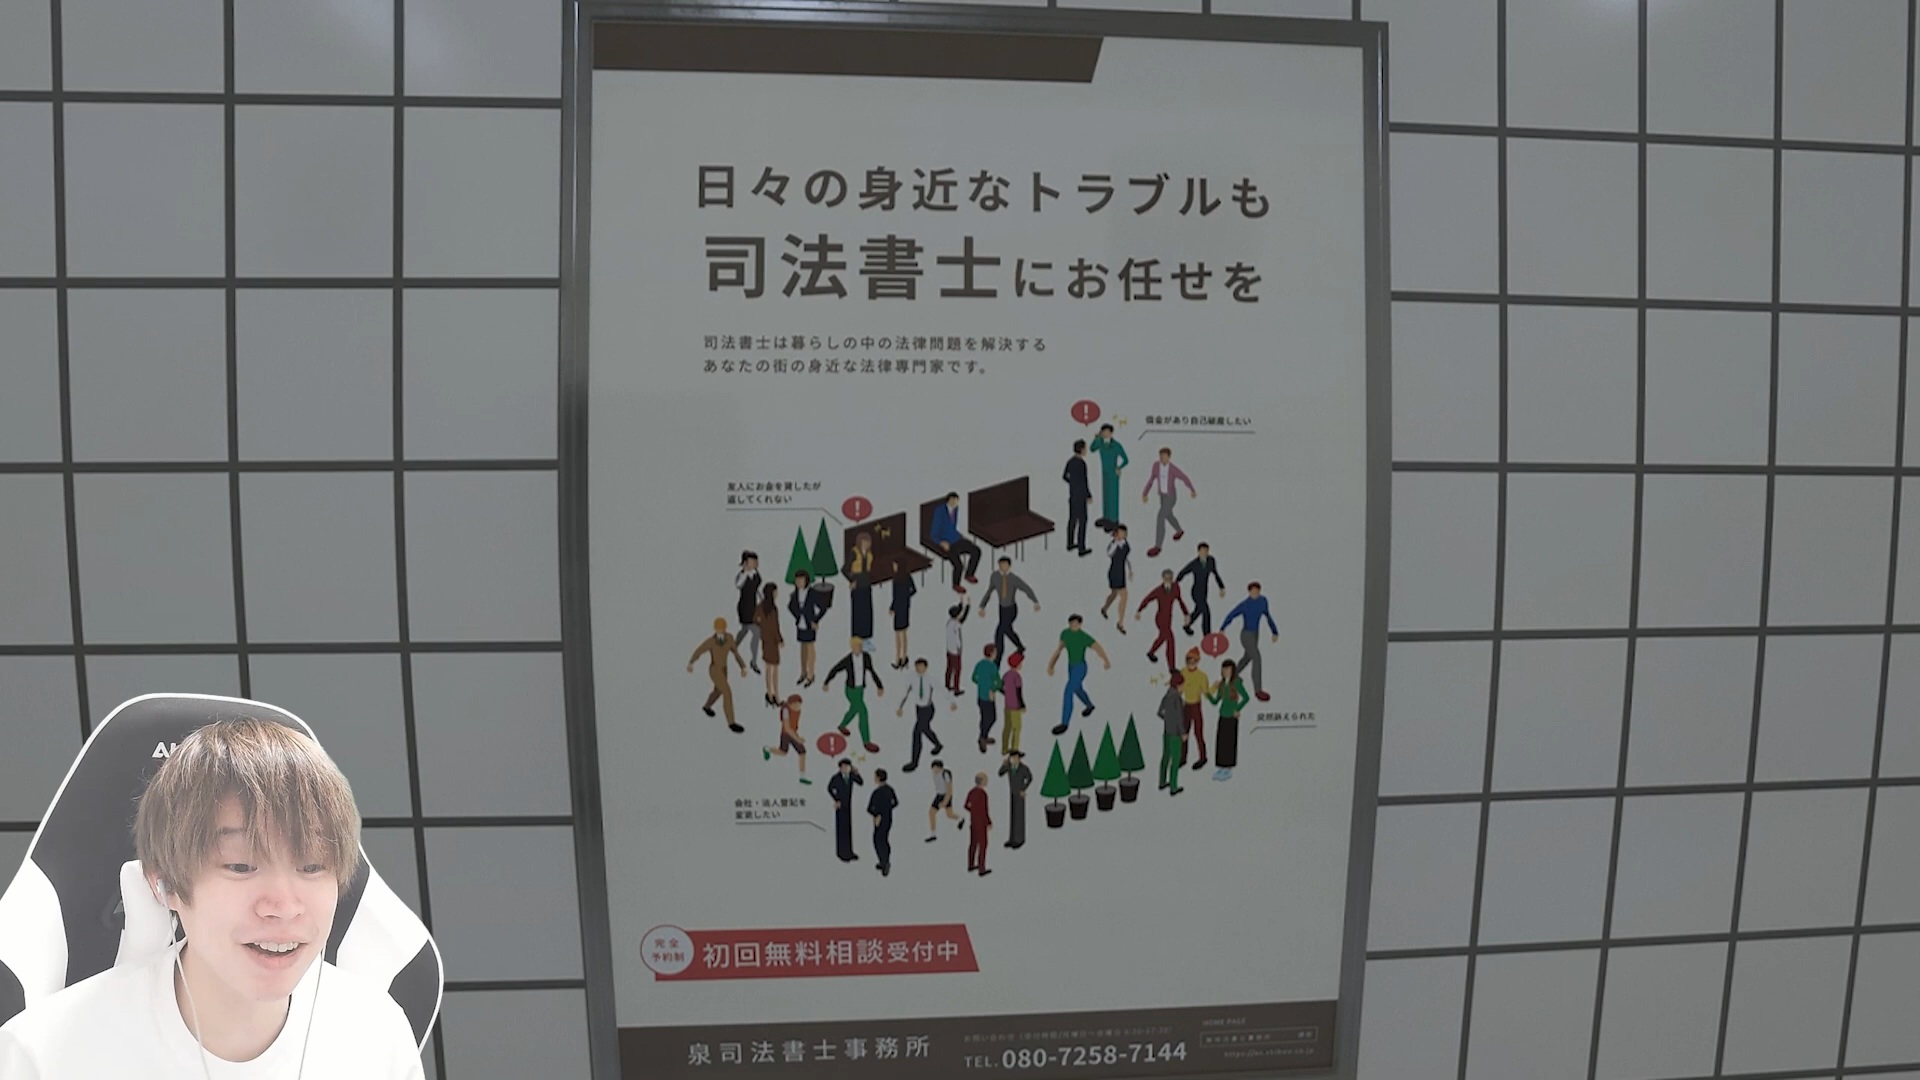 日々の身近なトラブルも
司法書士にお任せを
司法書士は暮らしの中の法律問題を解決する
あなたの街の身近な法律専門家です。
借金があり自己破産したい
友人にお金を貸したが
返してくれない
突然訴えられた
会社・法人登記を
変更したい
完全
予約制
初回無料相談受付中
泉司法書士事務所
TEL.080-7258-7144
HOME PAGE